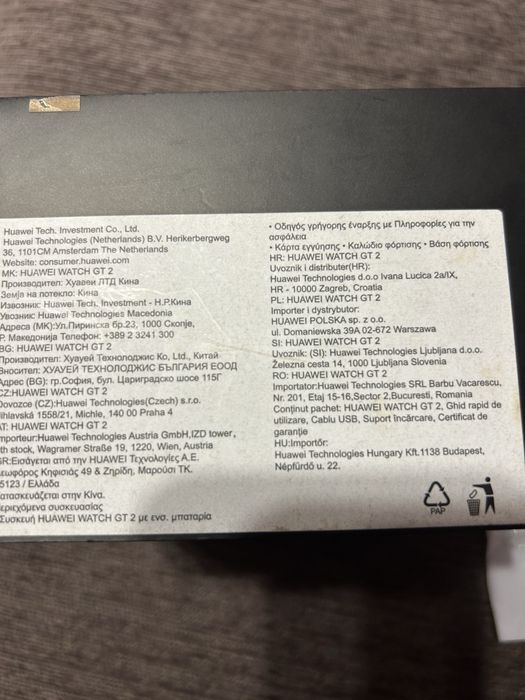 Huawei Tech. Investment Co., Ltd.
Huawei Technologies (Netherlands) B.V. Herikerbergweg
36, 1101CM Amsterdam The Netherlands
Website: consumer.huawei.com
MK: HUAWEI WATCH GT 2
Производител: Хуавеи ЛТД Кина
Земја на потекло: Кина
Извозник: Huawei Tech. Investment - Н.Р.Кина
Увозник: Huawei Technologies Macedonia
Адреса (MK):Ул.Пиринска бр.23, 1000 Скопје,
Р. Македонија Телефон: +389 2 3241 300
BG: HUAWEI WATCH GT 2
Производител: Хуауей Технолоджис Ко, Ltd., Китай
Вносител: ХУАУЕЙ ТЕХНОЛОДЖИС БЪЛГАРИЯ ЕООД
Адрес (BG): гр.София, бул. Цариградско шосе 115Г
CZ:HUAWEI WATCH GT 2
Dovozce (CZ):Huawei Technologies(Czech) s.r.o.
Jihlavská 1558/21, Michle, 140 00 Praha 4
AT: HUAWEI WATCH GT 2
Importeur:Huawei Technologies Austria GmbH,IZD tower,
th stock, Wagramer Straße 19, 1220, Wien, Austria
GR:Εισάγεται από την HUAWEI Τεχνολογίες Α.Ε.
Λεωφόρος Κηφισιάς 49 & Ζηρίδη, Μαρούσι ΤΚ.
5123 / Ελλάδα
ατασκευάζεται στην Κίνα.
εριεχόμενα συσκευασίας
Συσκευή HUAWEI WATCH GT 2 με ενσ. μπαταρία
• Οδηγός γρήγορης έναρξης με Πληροφορίες για την
ασφάλεια
• Κάρτα εγγύησης • Καλώδιο φόρτισης • Βάση φόρτισης
HR: HUAWEI WATCH GT 2
Uvoznik i distributer(HR):
Huawei Technologies d.o.o Ivana Lucica 2a/IX,
HR - 10000 Zagreb, Croatia
PL: HUAWEI WATCH GT 2
Importer i dystrybutor:
HUAWEI POLSKA sp. z o.o.
ul. Domaniewska 39A 02-672 Warszawa
SI: HUAWEI WATCH GT 2
Uvoznik: (SI): Huawei Technologies Ljubljana d.o.o.
Železna cesta 14, 1000 Ljubljana Slovenia
RO: HUAWEI WATCH GT 2
Importator:Huawei Technologies SRL Barbu Vacarescu,
Nr. 201, Etaj 15-16,Sector 2,Bucuresti, Romania
Conținut pachet: HUAWEI WATCH GT 2, Ghid rapid de
utilizare, Cablu USB, Suport încărcare, Certificat de
garanție
HU:Importőr:
Huawei Technologies Hungary Kft.1138 Budapest,
Népfürdő u. 22.
PAP